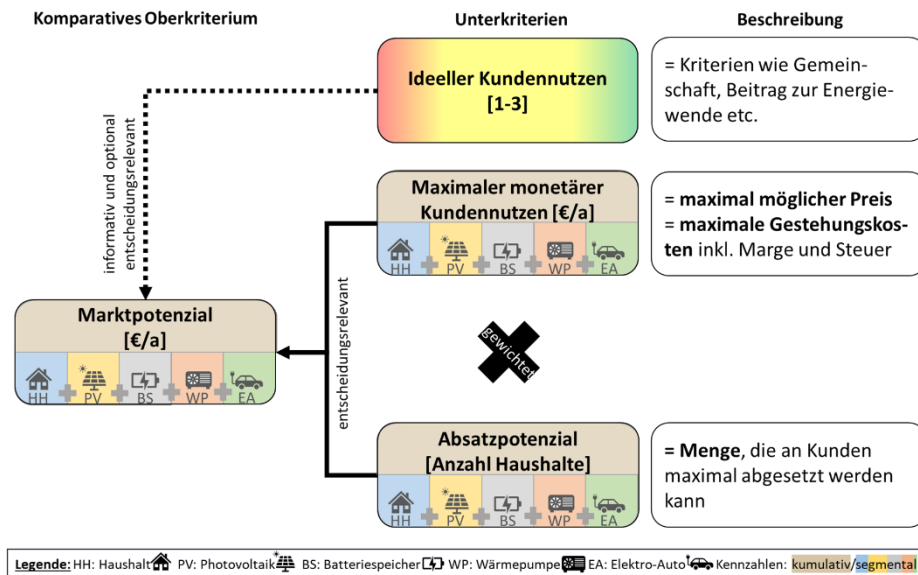 Komparatives Oberkriterium
Unterkriterien
Beschreibung
Ideeller Kundennutzen
[1-3]
= Kriterien wie Gemein-
schaft, Beitrag zur Energie-
wende etc.
informativ und optional
entscheidungsrelevant
Maximaler monetärer
Kundennutzen [€/a]
HH PV BS WP EA
= maximal möglicher Preis
= maximale Gestehungskos-
ten inkl. Marge und Steuer
Marktpotenzial
[€/a]
HH PV BS WP EA
entscheidungsrelevant
gewichtet
Absatzpotenzial
[Anzahl Haushalte]
HH PV BS WP EA
= Menge, die an Kunden
maximal abgesetzt werden
kann
Legende: HH: Haushalt PV: Photovoltaik BS: Batteriespeicher WP: Wärmepumpe EA: Elektro-Auto Kennzahlen: kumulativ/segmental